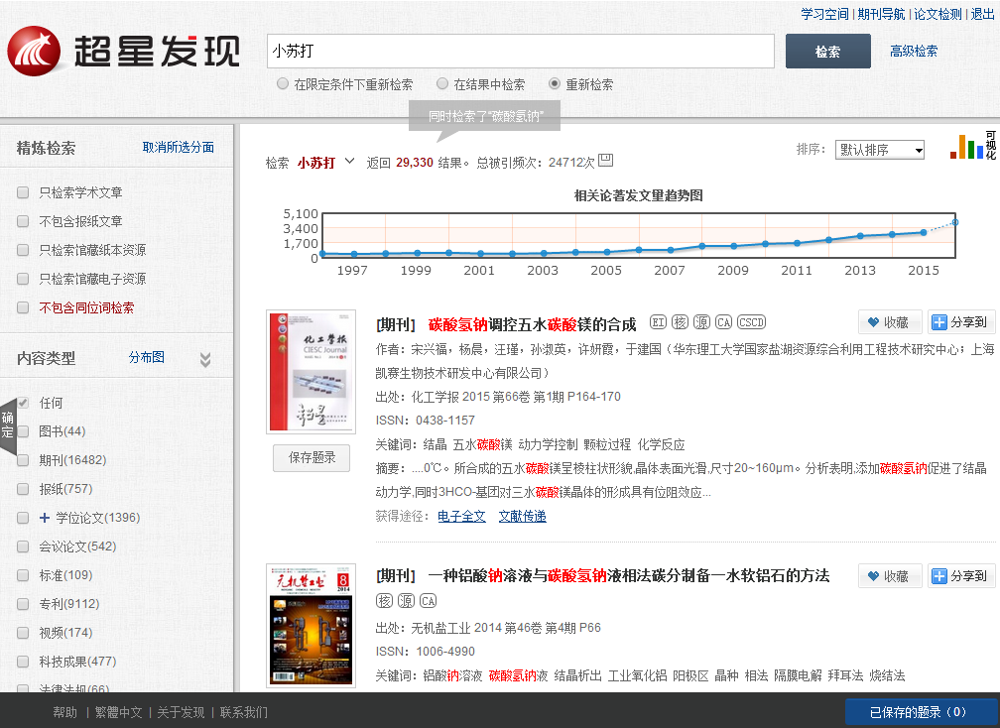 学习空间 | 期刊导航 | 论文检测 | 退出
超星发现
小苏打
检索
高级检索
在限定条件下重新检索 在结果中检索 重新检索
同时检索了"碳酸氢钠"
精炼检索 取消所选分面
只检索学术文章
不包含报纸文章
只检索馆藏纸本资源
只检索馆藏电子资源
不包含同位词检索
内容类型 分布图
任何
图书(44)
期刊(16482)
报纸(757)
学位论文(1396)
会议论文(542)
标准(109)
专利(9112)
视频(174)
科技成果(477)
法律法规(66)
确定
检索 小苏打 返回 29,330 结果。总被引频次：24712次
排序： 默认排序
可视化
相关论著发文量趋势图
5,100
3,400
1,700
0
1997 1999 2001 2003 2005 2007 2009 2011 2013 2015
化工学报
CIESC Journal
保存题录
[期刊] 碳酸氢钠调控五水碳酸镁的合成 EI 核 源 CA CSCD
收藏 分享到
作者：宋兴福，杨晨，汪瑾，孙淑英，许妍霞，于建国（华东理工大学国家盐湖资源综合利用工程技术研究中心；上海
凯赛生物技术研发中心有限公司）
出处：化工学报 2015 第66卷 第1期 P164-170
ISSN：0438-1157
关键词：结晶 五水碳酸镁 动力学控制 颗粒过程 化学反应
摘要：....0℃。所合成的五水碳酸镁呈棱柱状形貌,晶体表面光滑,尺寸20~160μm。分析表明,添加碳酸氢钠促进了结晶
动力学,同时3HCO-基团对三水碳酸镁晶体的形成具有位阻效应...
获得途径： 电子全文 文献传递
无机盐工业
8
2014
[期刊] 一种铝酸钠溶液与碳酸氢钠液相法碳分制备一水软铝石的方法
核 源 CA
收藏 分享到
出处：无机盐工业 2014 第46卷 第4期 P66
ISSN：1006-4990
关键词：铝酸钠溶液 碳酸氢钠液 结晶析出 工业氧化铝 阳极区 晶种 相法 隔膜电解 拜耳法 烧结法
帮助 | 繁體中文 | 关于发现 | 联系我们
已保存的题录（0）